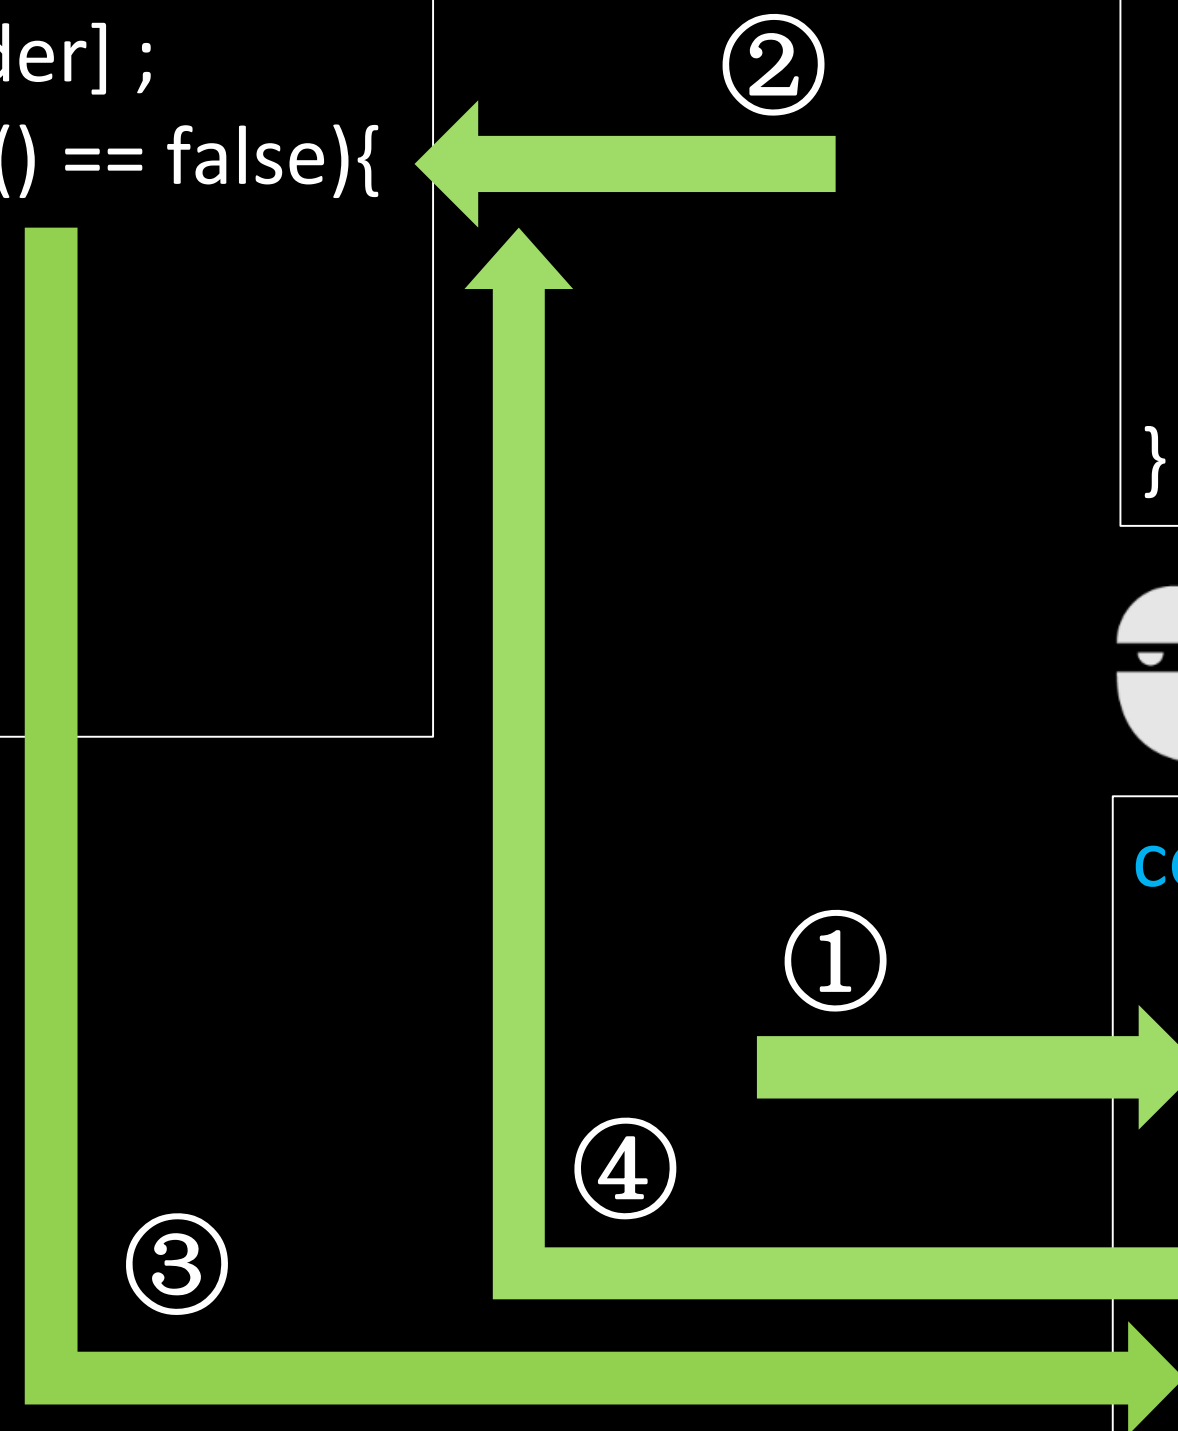 der] ;
② 
() == false){
}
①
④
③